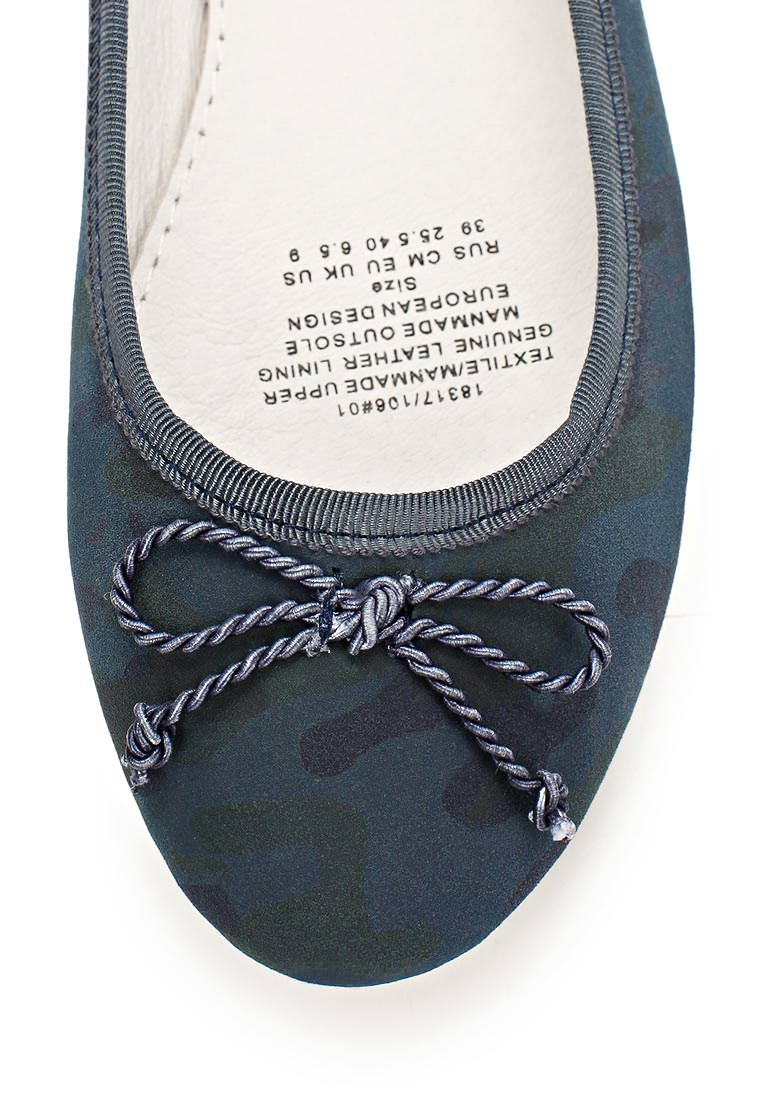 18317/106#01
TEXTILE/MANMADE UPPER
GENUINE LEATHER LINING
MANMADE OUTSOLE
EUROPEAN DESIGN
Size
RUS CM EU UK US
39 25.5 40 6.5 9